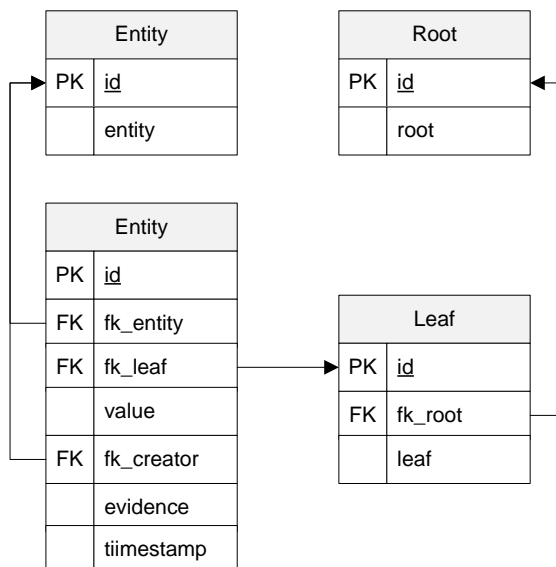 Entity
PK id
entity
Root
PK id
root
Entity
PK id
FK fk_entity
FK fk_leaf
value
FK fk_creator
evidence
tiimestamp
Leaf
PK id
FK fk_root
leaf